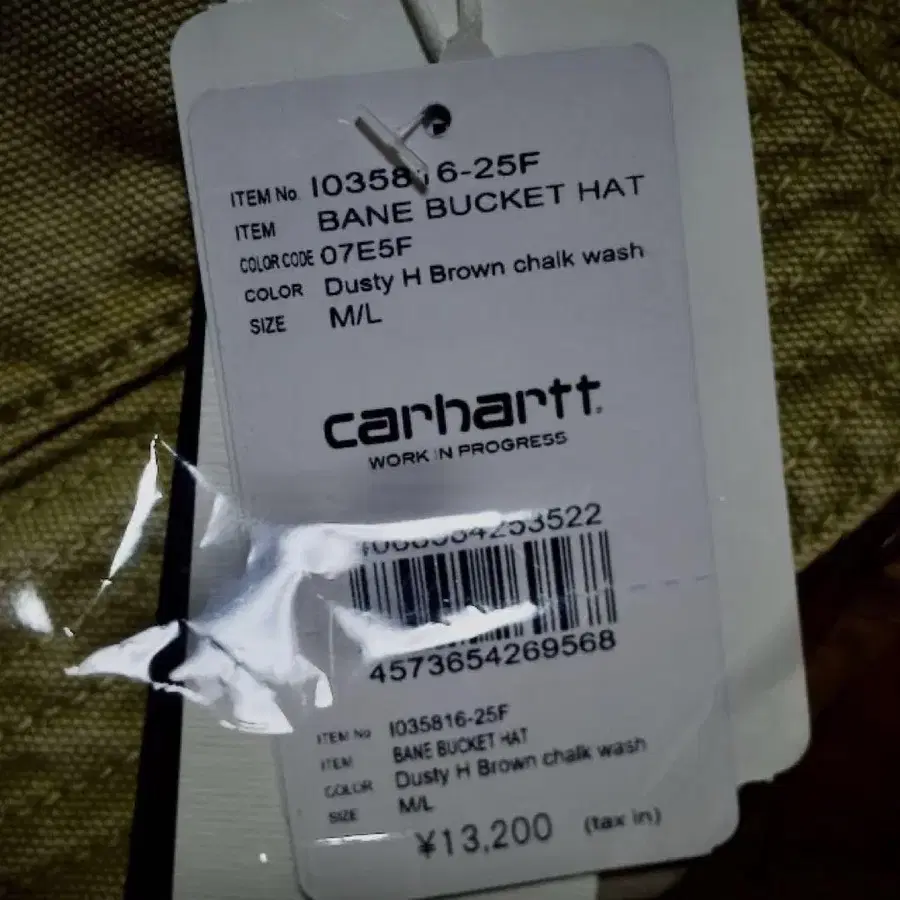 ITEM No. I035816-25F
ITEM BANE BUCKET HAT
COLOR CODE 07E5F
COLOR Dusty H Brown chalk wash
SIZE M/L
carhartt.
WORK IN PROGRESS
4573654269568
ITEM No I035816-25F
ITEM BANE BUCKET HAT
COLOR Dusty H Brown chalk wash
SIZE M/L
¥13,200 (tax in)